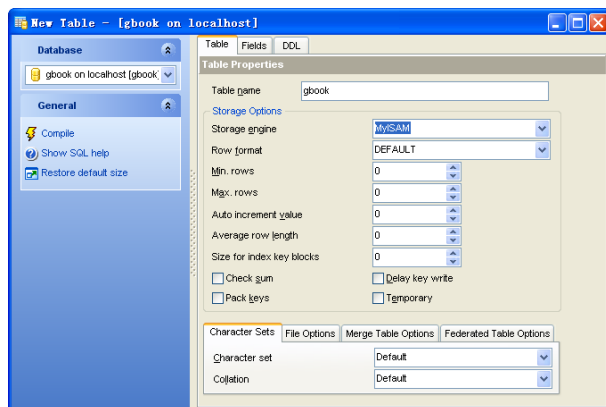 New Table - [gbook on localhost]
Database
gbook on localhost [gbook]
General
Compile
Show SQL help
Restore default size
Table Fields DDL
Table Properties
Table name gbook
Storage Options
Storage engine MyISAM
Row format DEFAULT
Min. rows 0
Max. rows 0
Auto increment value 0
Average row length 0
Size for index key blocks 0
Check sum Delay key write
Pack keys Temporary
Character Sets File Options Merge Table Options Federated Table Options
Character set Default
Collation Default